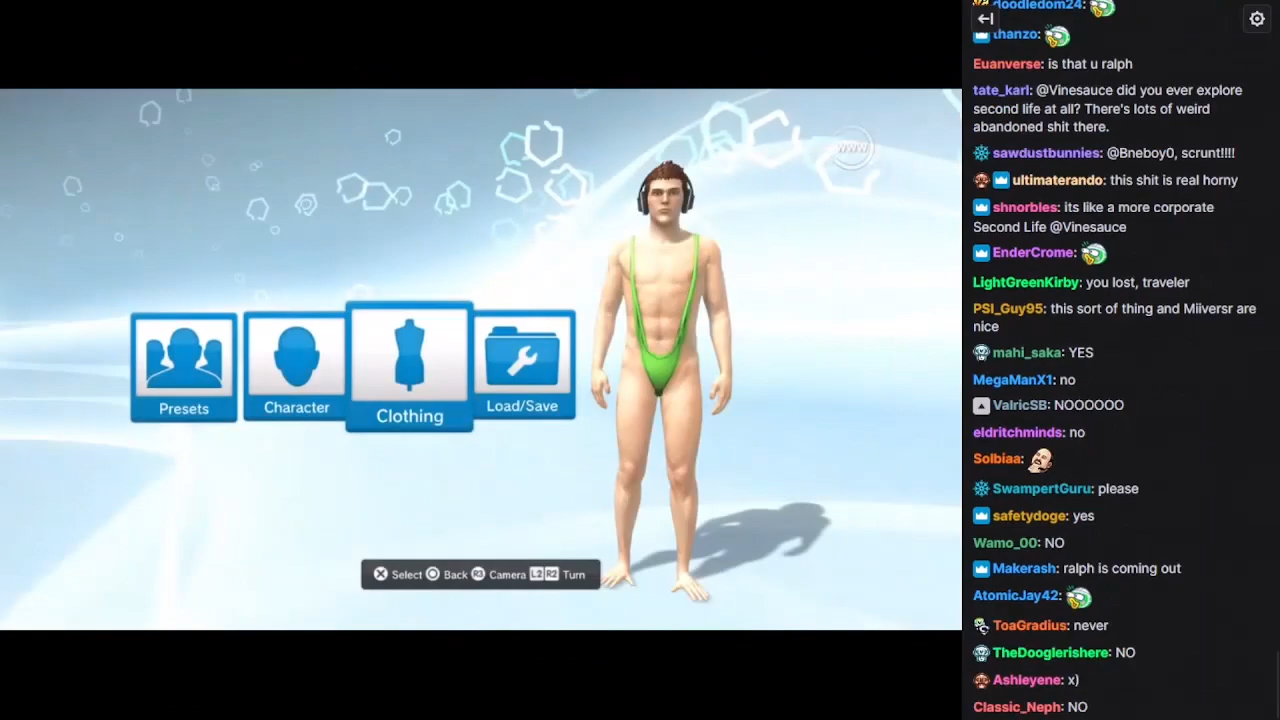 www
Presets
Character
Clothing
Load/Save
Select Back R3 Camera L2 R2 Turn
doodledom24:
thanzo:
Euanverse: is that u ralph
tate_karl: @Vinesauce did you ever explore
second life at all? There's lots of weird
abandoned shit there.
sawdustbunnies: @Bneboy0, scrunt!!!!
ultimaterando: this shit is real horny
shnorbles: its like a more corporate
Second Life @Vinesauce
EnderCrome:
LightGreenKirby: you lost, traveler
PSI_Guy95: this sort of thing and Miiversr are
nice
mahi_saka: YES
MegaManX1: no
ValricSB: NOOOOOO
eldritchminds: no
Solbiaa:
SwampertGuru: please
safetydoge: yes
Wamo_00: NO
Makerash: ralph is coming out
AtomicJay42:
ToaGradius: never
TheDooglerishere: NO
Ashleyene: x)
Classic_Neph: NO